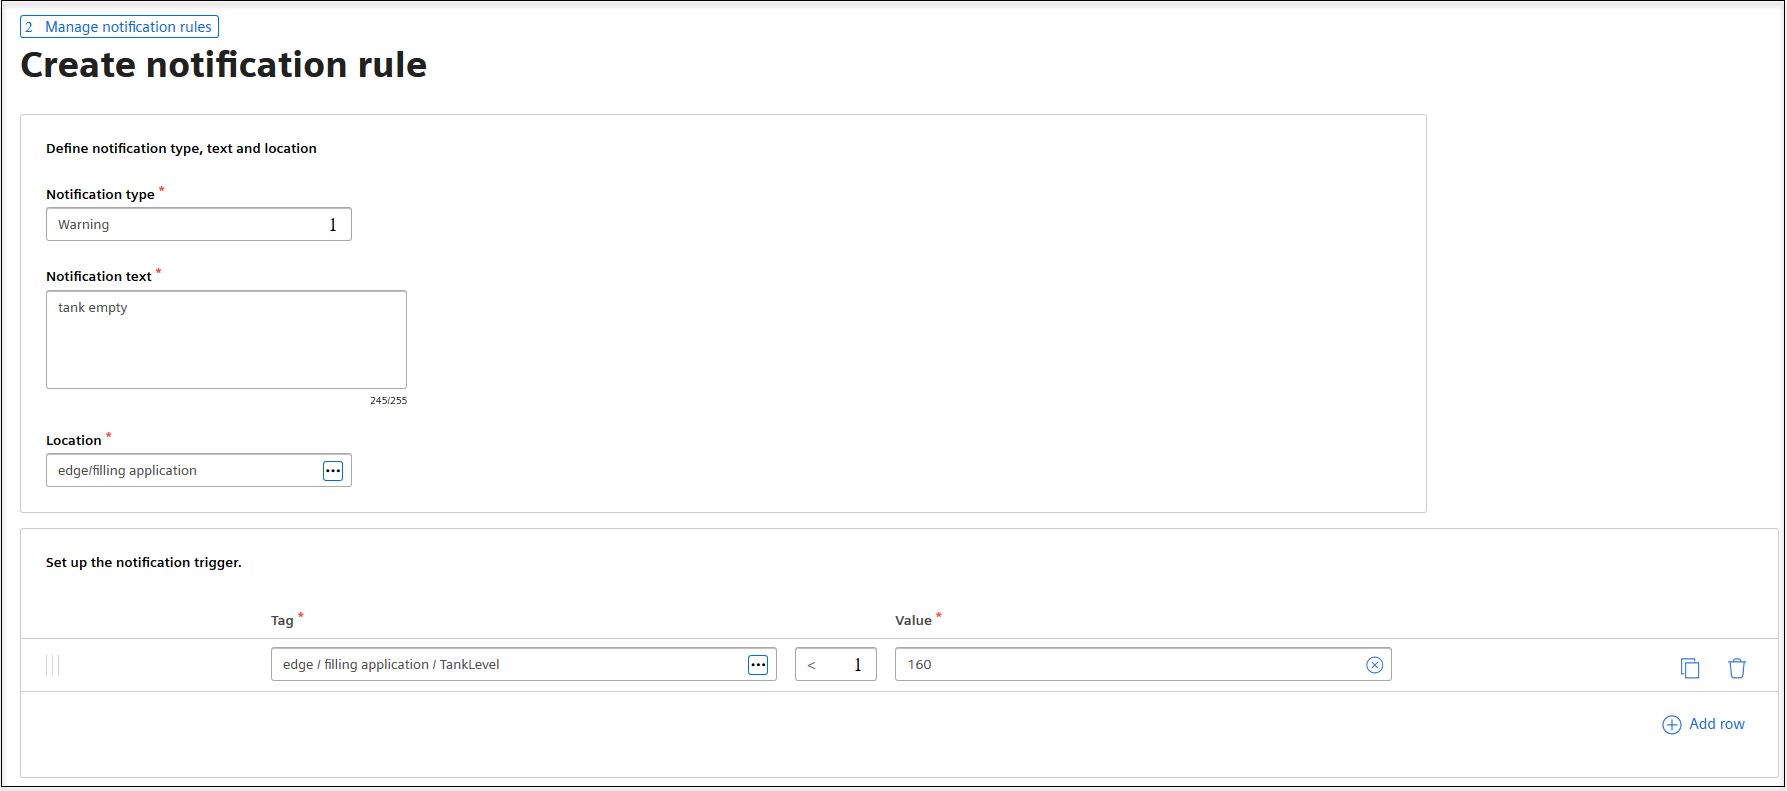 2 Manage notification rules
Create notification rule
Define notification type, text and location
Notification type *
Warning 1
Notification text *
tank empty
245/255
Location *
edge/filling application ...
Set up the notification trigger.
Tag * Value *
edge / filling application / TankLevel ... < 1 160
Add row